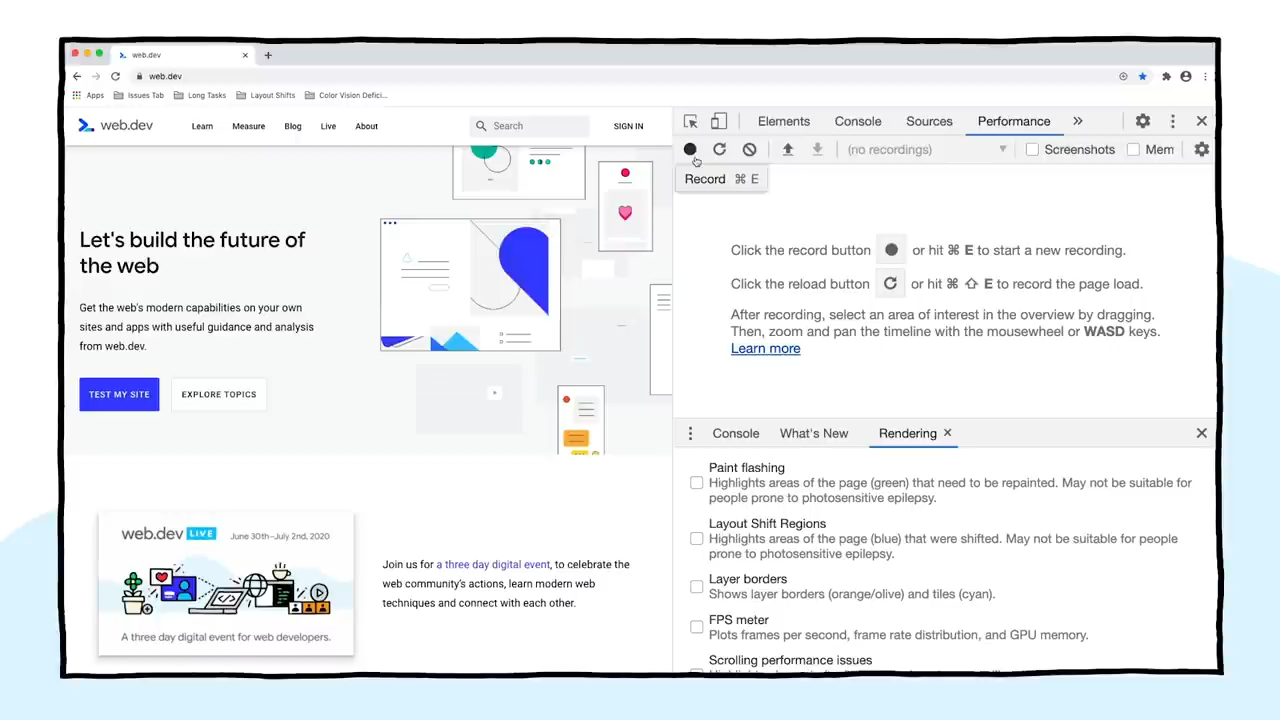 web.dev
web.dev
Apps Issues Tab Long Tasks Layout Shifts Color Vision Defici...
web.dev Learn Measure Blog Live About Search SIGN IN
Let's build the future of
the web
Get the web's modern capabilities on your own
sites and apps with useful guidance and analysis
from web.dev.
TEST MY SITE EXPLORE TOPICS
web.dev LIVE June 30th–July 2nd, 2020
A three day digital event for web developers.
Join us for a three day digital event, to celebrate the
web community's actions, learn modern web
techniques and connect with each other.
Elements Console Sources Performance
(no recordings) Screenshots Mem
Record ⌘ E
Click the record button or hit ⌘ E to start a new recording.
Click the reload button or hit ⌘ ⇧ E to record the page load.
After recording, select an area of interest in the overview by dragging.
Then, zoom and pan the timeline with the mousewheel or WASD keys.
Learn more
Console What's New Rendering
Paint flashing
Highlights areas of the page (green) that need to be repainted. May not be suitable for
people prone to photosensitive epilepsy.
Layout Shift Regions
Highlights areas of the page (blue) that were shifted. May not be suitable for people
prone to photosensitive epilepsy.
Layer borders
Shows layer borders (orange/olive) and tiles (cyan).
FPS meter
Plots frames per second, frame rate distribution, and GPU memory.
Scrolling performance issues